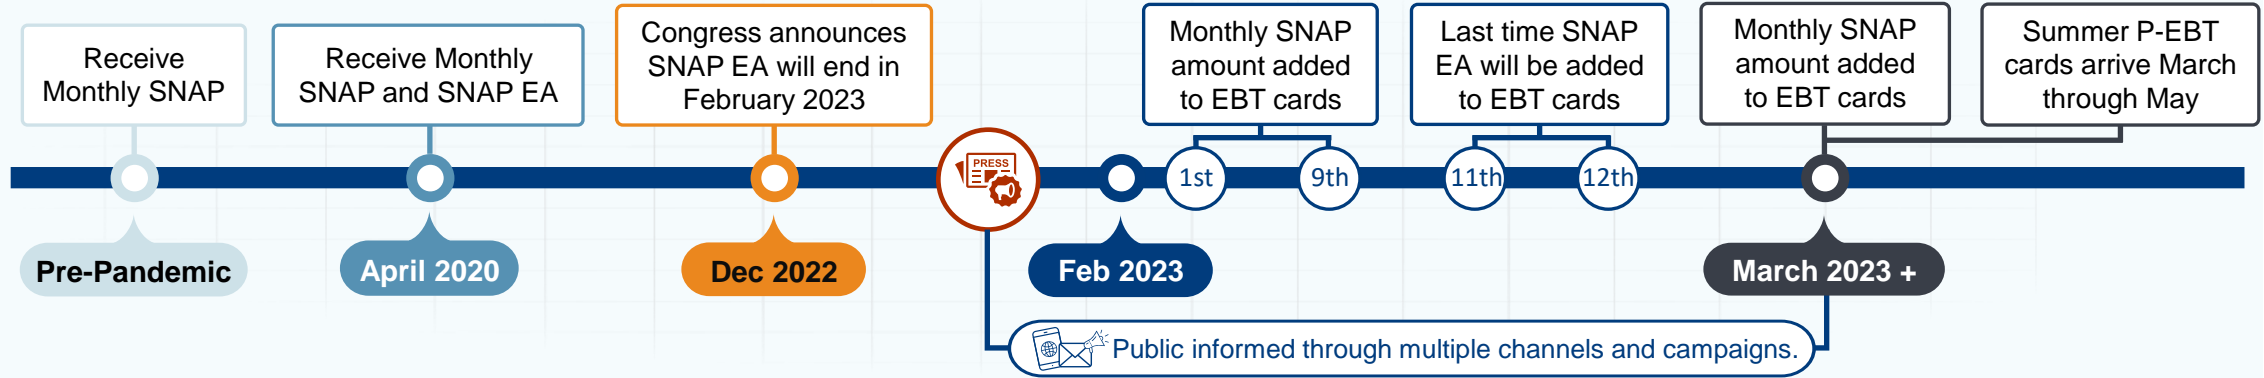 Receive
Monthly SNAP
Receive Monthly
SNAP and SNAP EA
Congress announces
SNAP EA will end in
February 2023
Monthly SNAP
amount added
to EBT cards
Last time SNAP
EA will be added
to EBT cards
Monthly SNAP
amount added
to EBT cards
Summer P-EBT
cards arrive March
through May
PRESS
1st
9th
11th
12th
Pre-Pandemic
April 2020
Dec 2022
Feb 2023
March 2023 +
Public informed through multiple channels and campaigns.